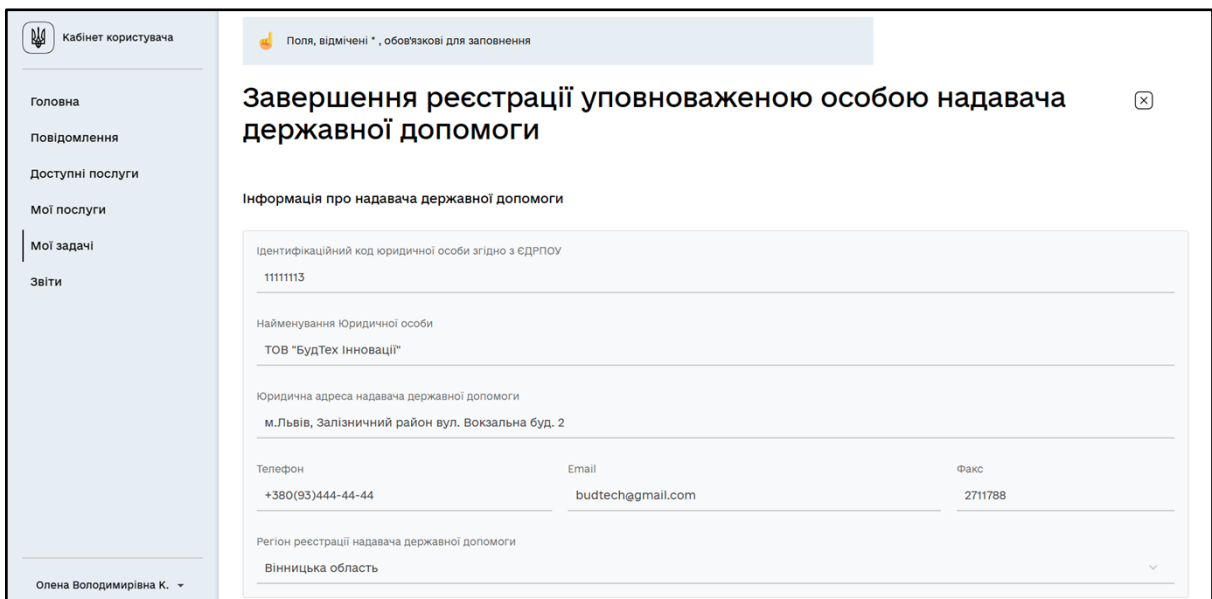 Кабінет користувача
Головна
Повідомлення
Доступні послуги
Мої послуги
Мої задачі
Звіти
Олена Володимирівна К.
Поля, відмічені * , обов'язкові для заповнення
Завершення реєстрації уповноваженою особою надавача
державної допомоги
Інформація про надавача державної допомоги
Ідентифікаційний код юридичної особи згідно з ЄДРПОУ
11111113
Найменування Юридичної особи
ТОВ "БудТех Інновації"
Юридична адреса надавача державної допомоги
м.Львів, Залізничний район вул. Вокзальна буд. 2
Телефон Email Факс
+380(93)444-44-44 budtech@gmail.com 2711788
Регіон реєстрації надавача державної допомоги
Вінницька область